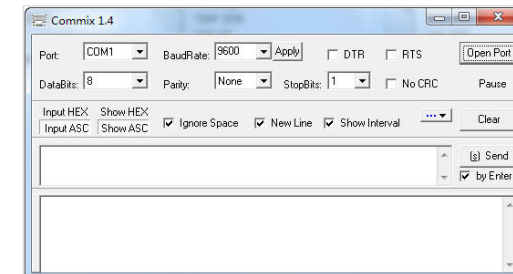 Commix 1.4
Port: COM1 BaudRate: 9600 Apply DTR RTS Open Port
DataBits: 8 Parity: None StopBits: 1 No CRC Pause
Input HEX Show HEX
Input ASC Show ASC Ignore Space New Line Show Interval ... Clear
(s) Send
by Enter